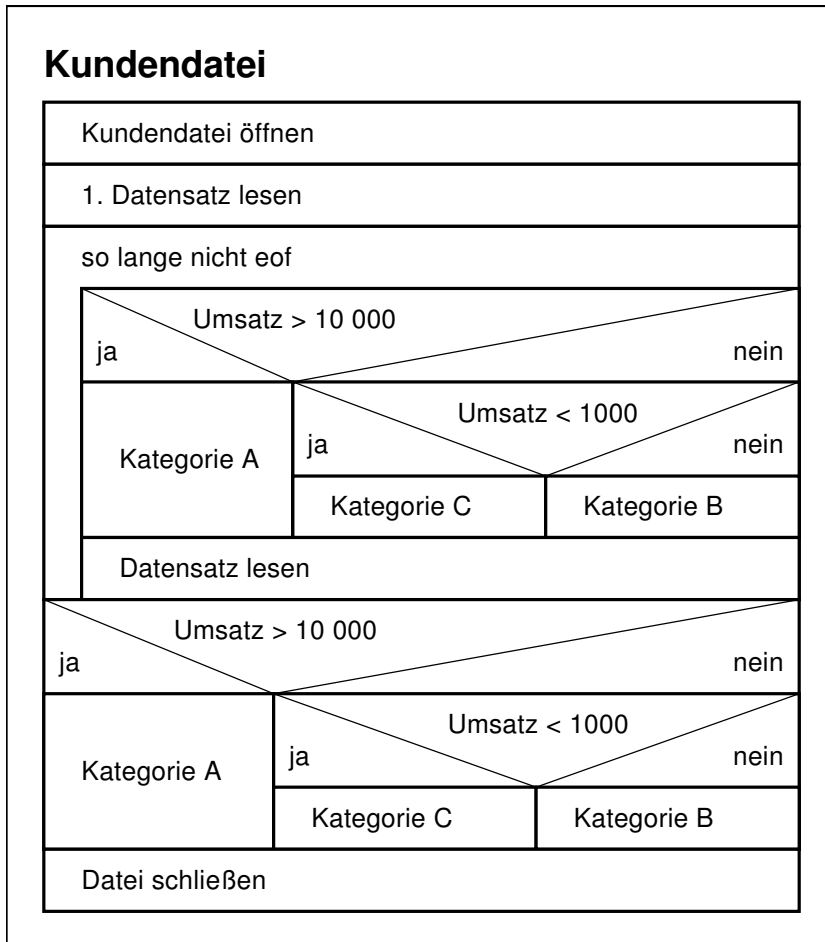 Kundendatei
Kundendatei öffnen
1. Datensatz lesen
so lange nicht eof
Umsatz > 10 000
ja
nein
Kategorie A
Umsatz < 1000
ja
nein
Kategorie C
Kategorie B
Datensatz lesen
Umsatz > 10 000
ja
nein
Kategorie A
Umsatz < 1000
ja
nein
Kategorie C
Kategorie B
Datei schließen